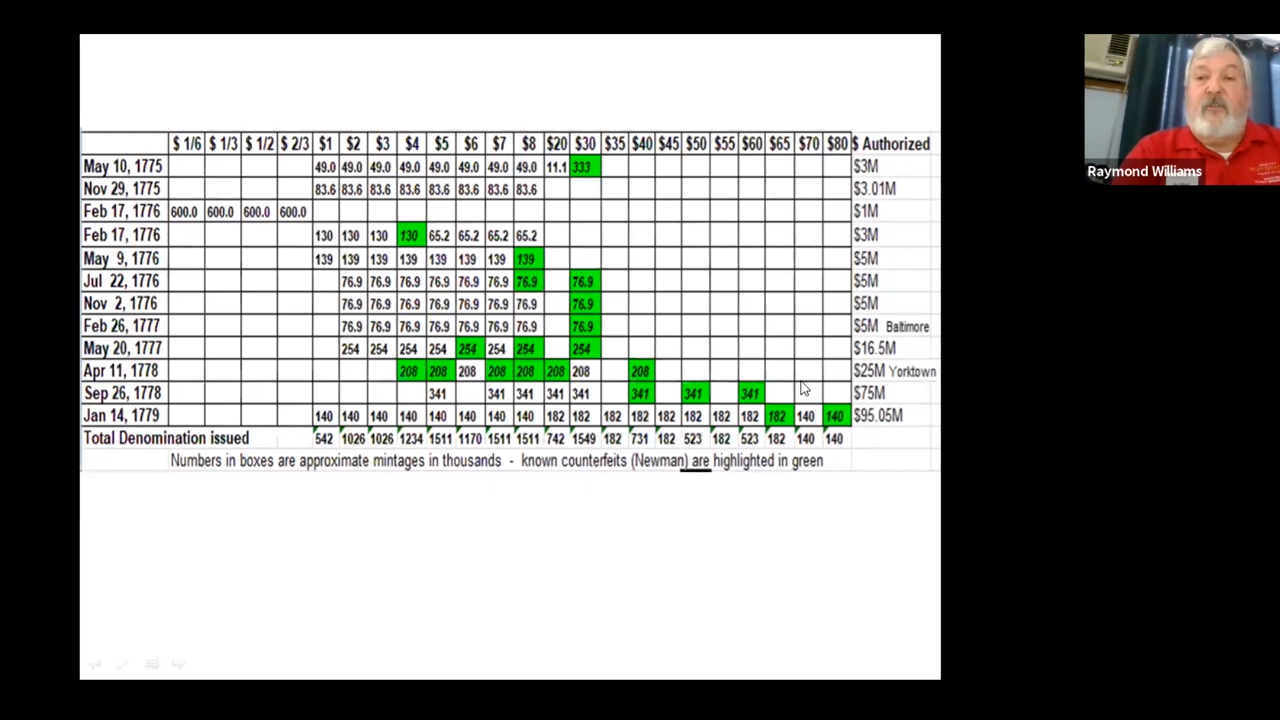 $ 1/6 $ 1/3 $ 1/2 $ 2/3 $1 $2 $3 $4 $5 $6 $7 $8 $20 $30 $35 $40 $45 $50 $55 $60 $65 $70 $80 $ Authorized
May 10, 1775 49.0 49.0 49.0 49.0 49.0 49.0 49.0 49.0 11.1 333 $3M
Nov 29, 1775 83.6 83.6 83.6 83.6 83.6 83.6 83.6 83.6 $3.01M
Feb 17, 1776 600.0 600.0 600.0 600.0 $1M
Feb 17, 1776 130 130 130 130 65.2 65.2 65.2 65.2 $3M
May 9, 1776 139 139 139 139 139 139 139 139 $5M
Jul 22, 1776 76.9 76.9 76.9 76.9 76.9 76.9 76.9 76.9 $5M
Nov 2, 1776 76.9 76.9 76.9 76.9 76.9 76.9 76.9 76.9 $5M
Feb 26, 1777 76.9 76.9 76.9 76.9 76.9 76.9 76.9 76.9 $5M Baltimore
May 20, 1777 254 254 254 254 254 254 254 254 $16.5M
Apr 11, 1778 208 208 208 208 208 208 208 208 $25M Yorktown
Sep 26, 1778 341 341 341 341 341 341 341 341 $75M
Jan 14, 1779 140 140 140 140 140 140 140 140 182 182 182 182 182 182 182 182 182 140 140 $95.05M
Total Denomination issued 542 1026 1026 1234 1511 1170 1511 1511 742 1549 182 731 182 523 182 523 182 140 140
Numbers in boxes are approximate mintages in thousands - known counterfeits (Newman) are highlighted in green
Raymond Williams